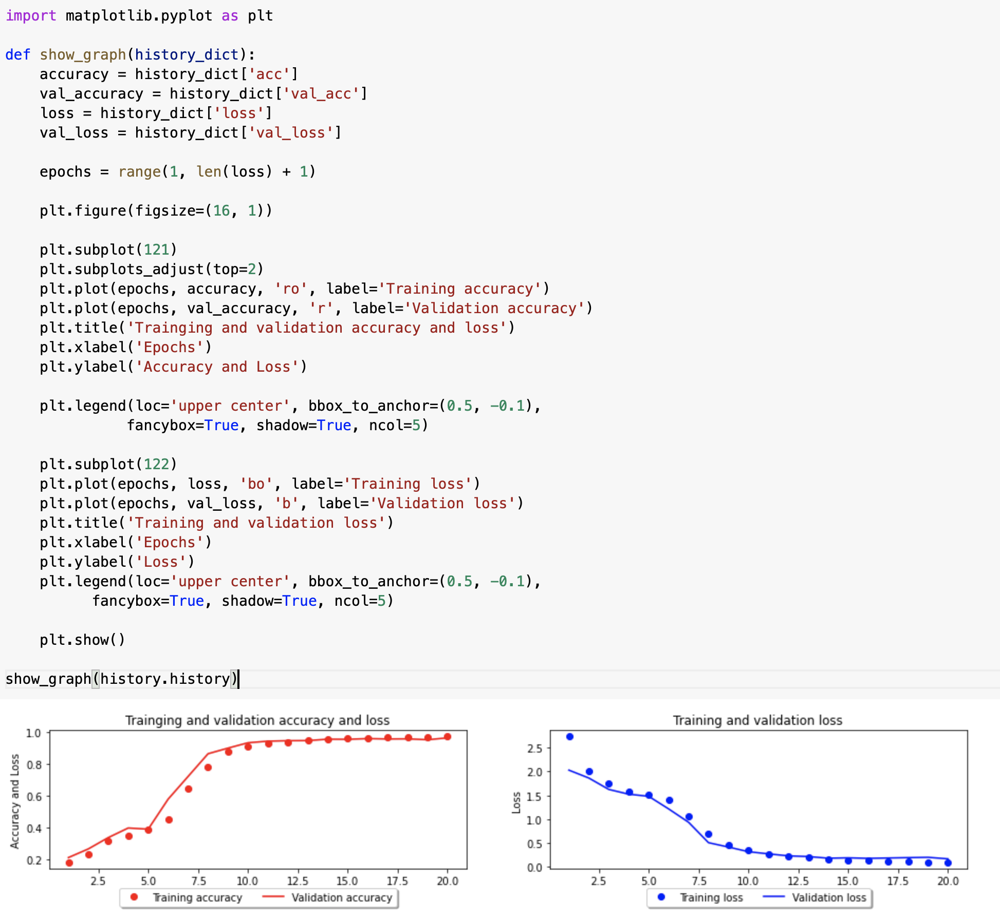 import matplotlib.pyplot as plt
def show_graph(history_dict):
    accuracy = history_dict['acc']
    val_accuracy = history_dict['val_acc']
    loss = history_dict['loss']
    val_loss = history_dict['val_loss']
    epochs = range(1, len(loss) + 1)
    plt.figure(figsize=(16, 1))
    plt.subplot(121)
    plt.subplots_adjust(top=2)
    plt.plot(epochs, accuracy, 'ro', label='Training accuracy')
    plt.plot(epochs, val_accuracy, 'r', label='Validation accuracy')
    plt.title('Trainging and validation accuracy and loss')
    plt.xlabel('Epochs')
    plt.ylabel('Accuracy and Loss')
    plt.legend(loc='upper center', bbox_to_anchor=(0.5, -0.1),
              fancybox=True, shadow=True, ncol=5)
    plt.subplot(122)
    plt.plot(epochs, loss, 'bo', label='Training loss')
    plt.plot(epochs, val_loss, 'b', label='Validation loss')
    plt.title('Training and validation loss')
    plt.xlabel('Epochs')
    plt.ylabel('Loss')
    plt.legend(loc='upper center', bbox_to_anchor=(0.5, -0.1),
          fancybox=True, shadow=True, ncol=5)
    plt.show()
show_graph(history.history)
Trainging and validation accuracy and loss
Accuracy and Loss
1.0
0.8
0.6
0.4
0.2
2.5 5.0 7.5 10.0 12.5 15.0 17.5 20.0
Training accuracy Validation accuracy
Training and validation loss
Loss
2.5
2.0
1.5
1.0
0.5
0.0
2.5 5.0 7.5 10.0 12.5 15.0 17.5 20.0
Training loss Validation loss